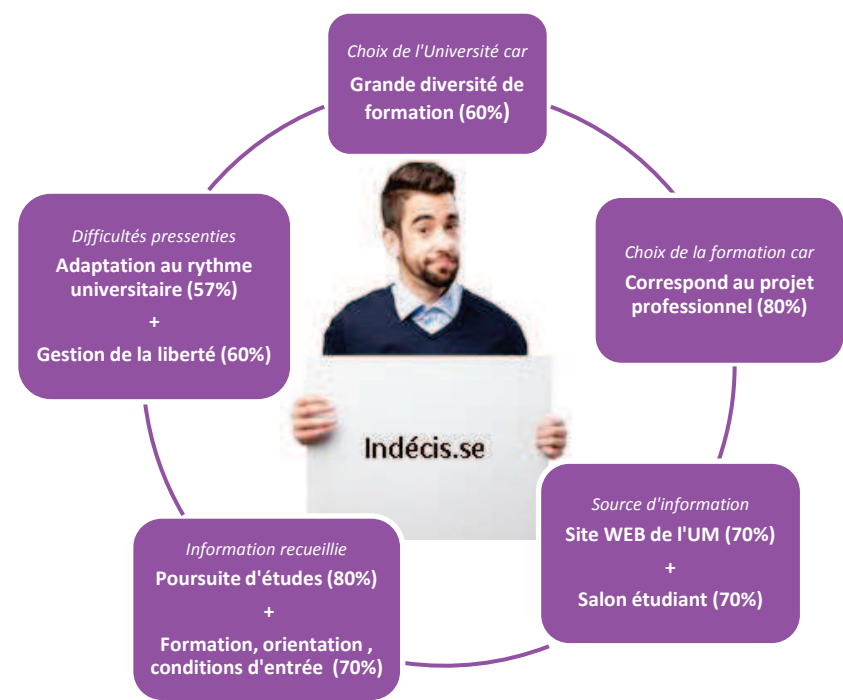 Choix de l'Université car
Grande diversité de
formation (60%)
Choix de la formation car
Correspond au projet
professionnel (80%)
Source d'information
Site WEB de l'UM (70%)
+
Salon étudiant (70%)
Information recueillie
Poursuite d'études (80%)
+
Formation, orientation ,
conditions d'entrée (70%)
Difficultés pressenties
Adaptation au rythme
universitaire (57%)
+
Gestion de la liberté (60%)
Indécis.se